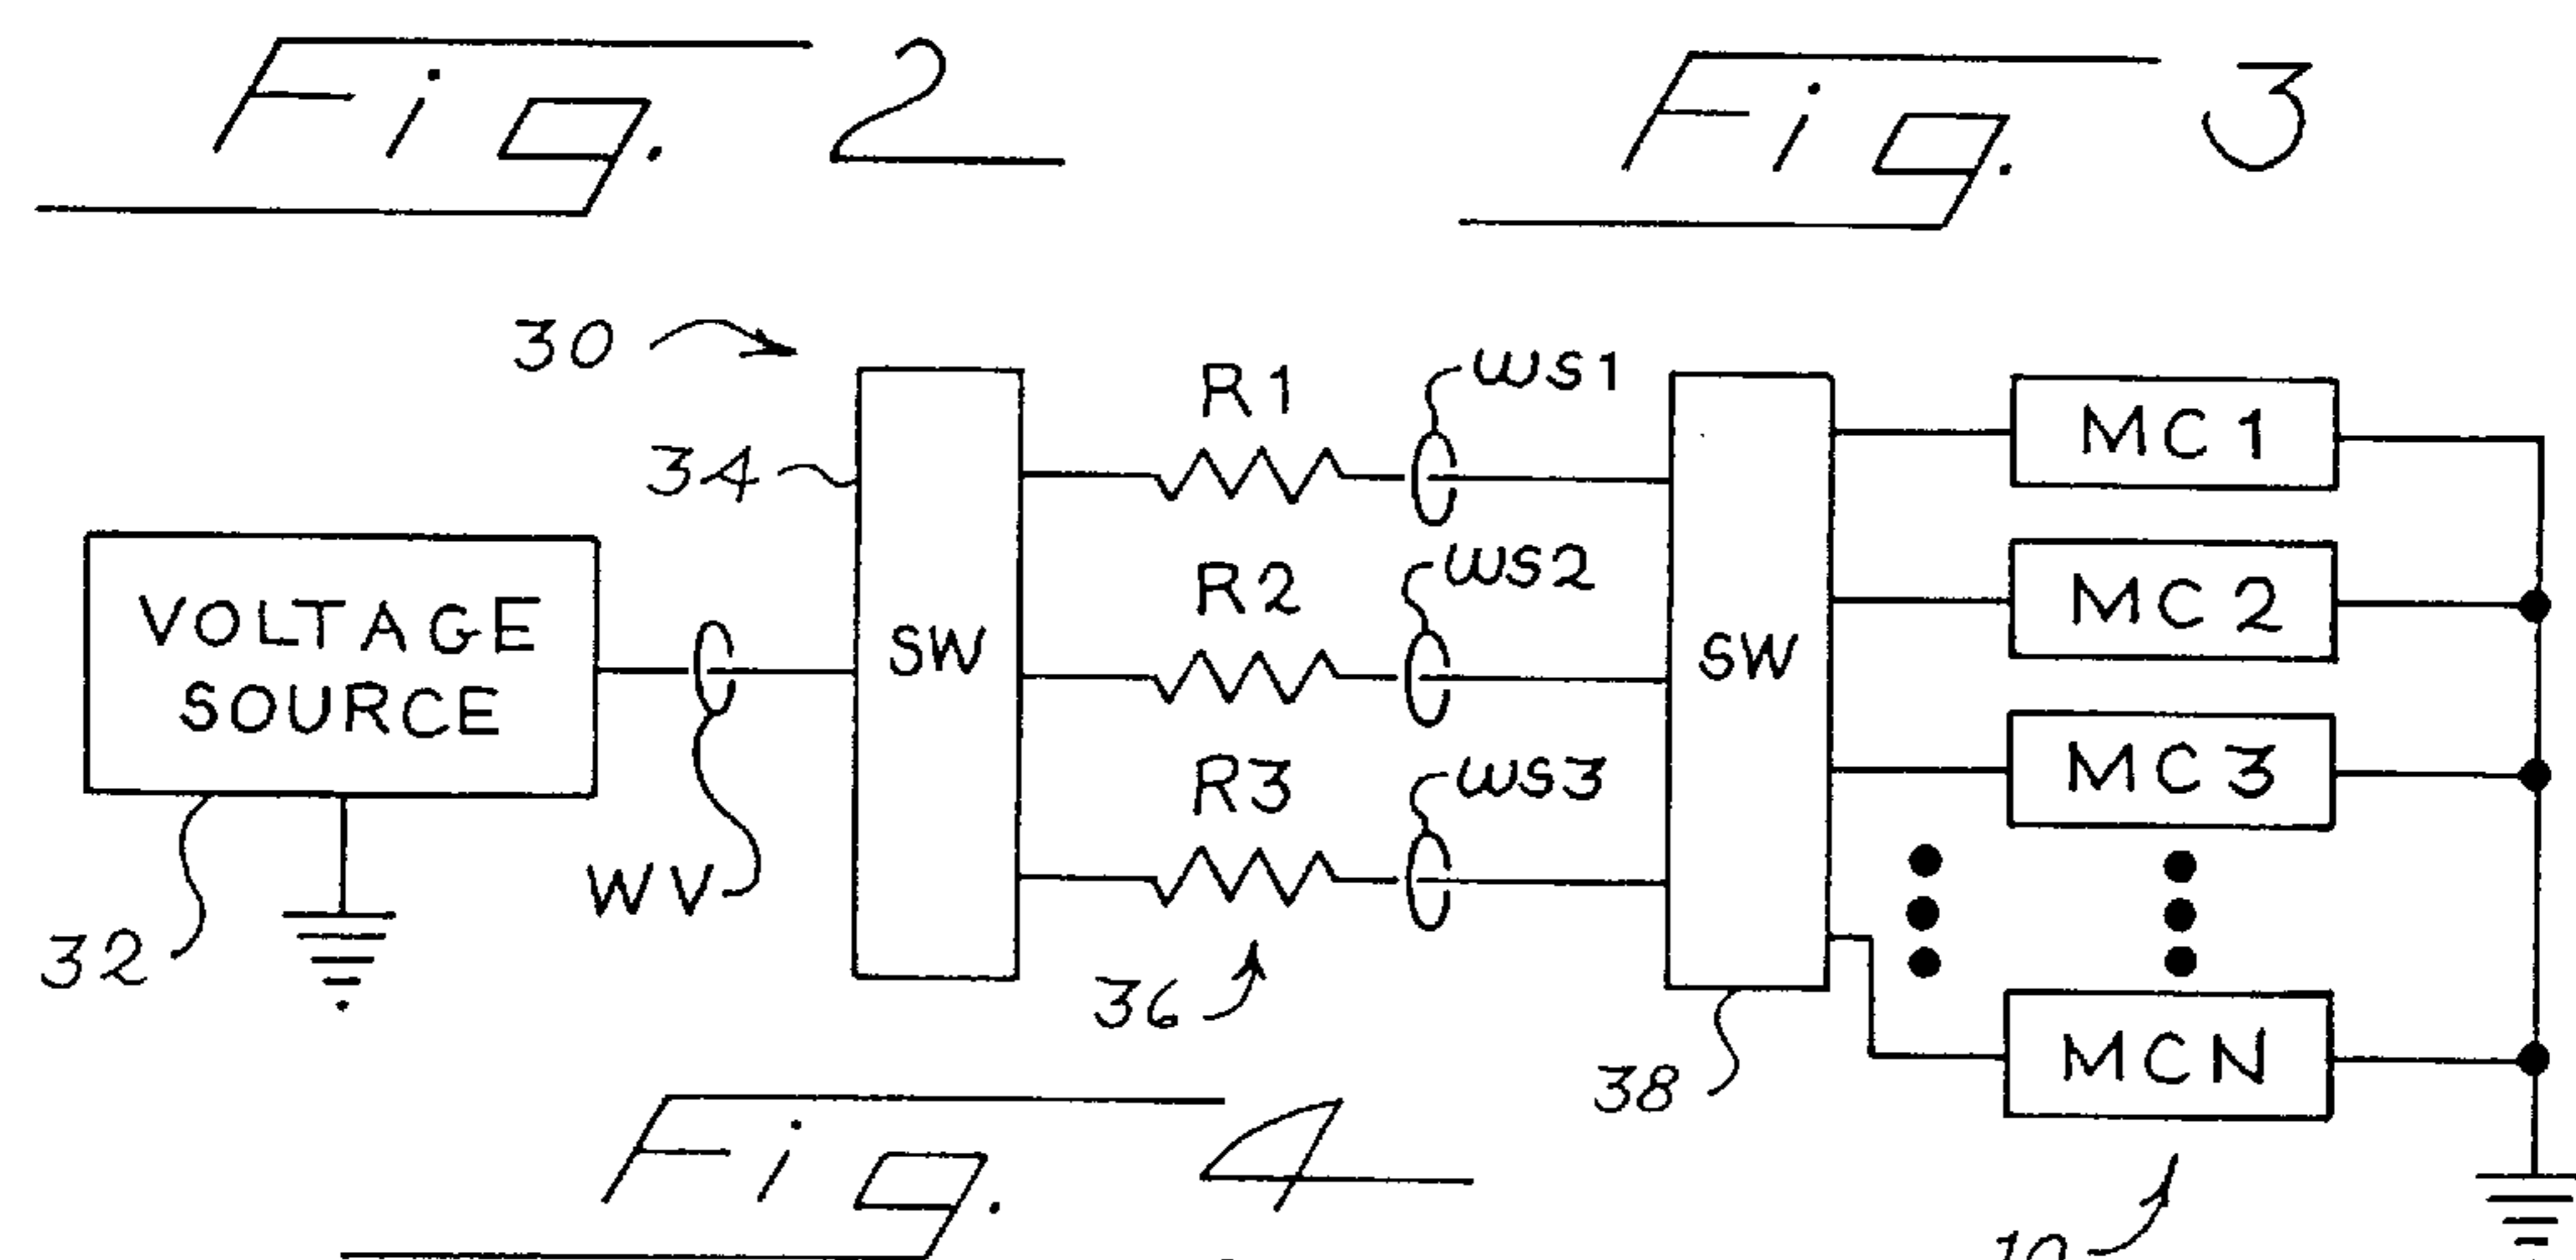 Fig. 2
Fig. 3
30
34
R1
WS1
MC1
R2
WS2
MC2
VOLTAGE
SOURCE
SW
SW
R3
WS3
MC3
WV
32
36
38
MCN
Fig. 4
10